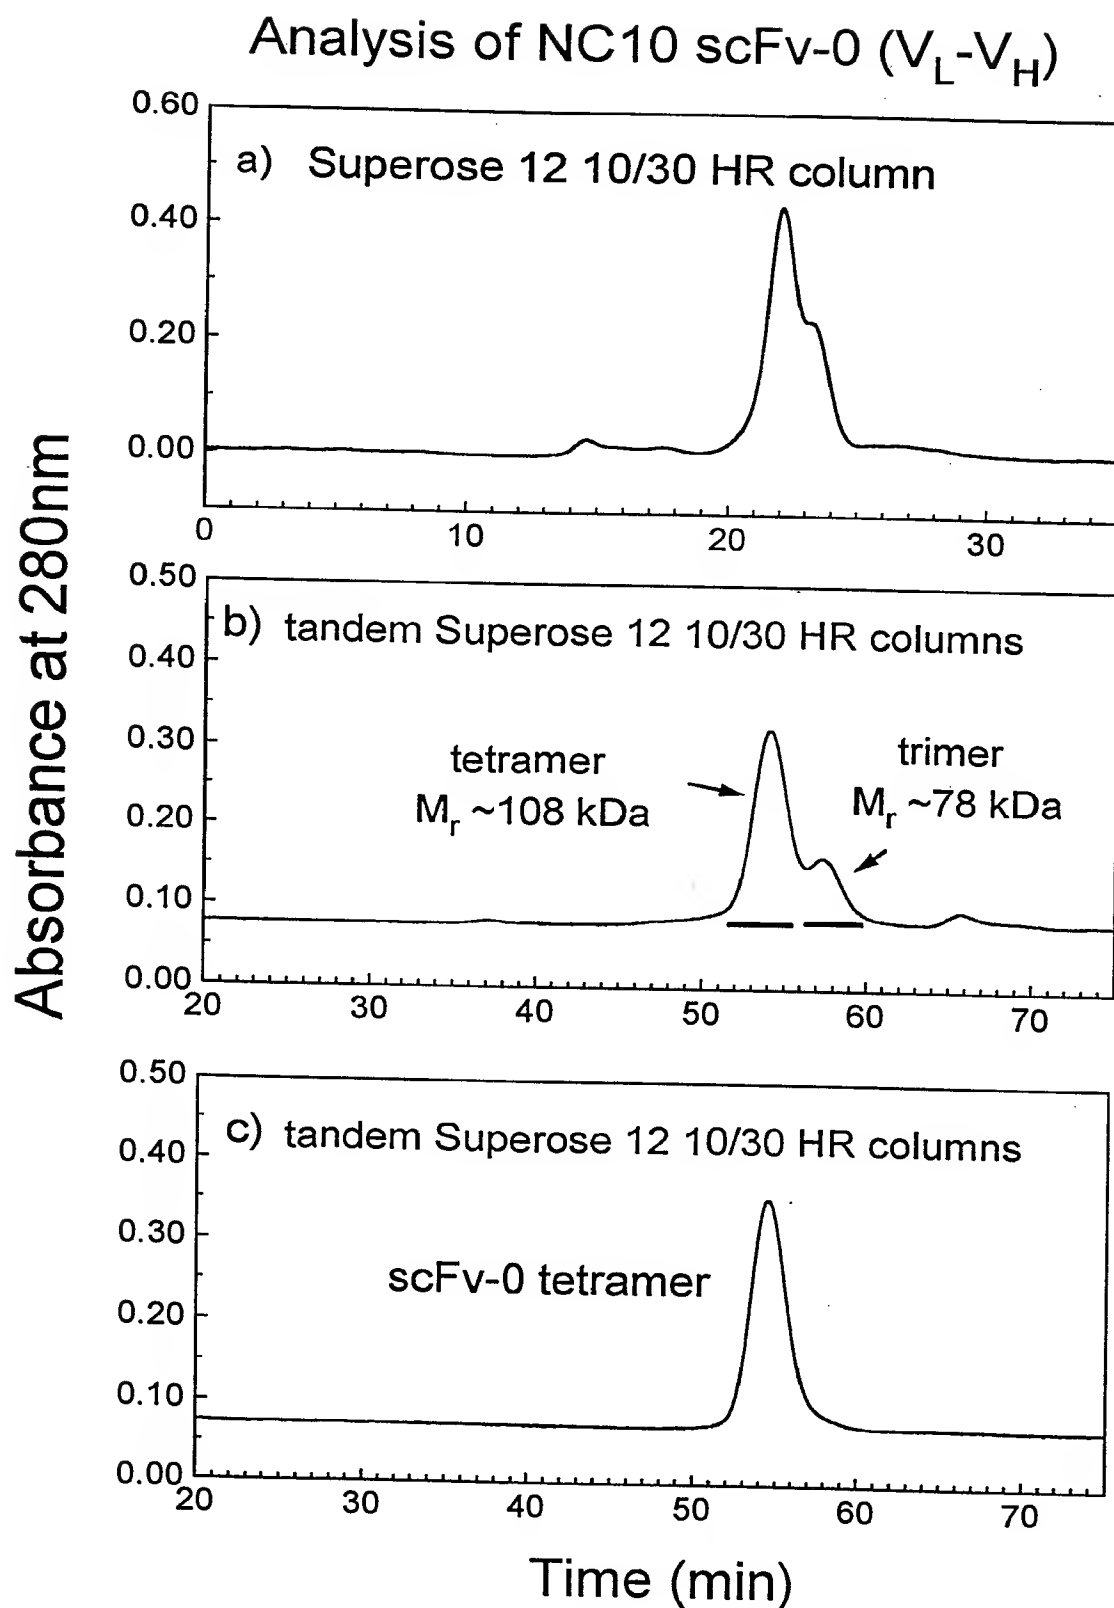 Analysis of NC10 scFv-0 (V_L-V_H)
0.60
a) Superose 12 10/30 HR column
0.40
0.20
0.00
0 10 20 30
0.50
b) tandem Superose 12 10/30 HR columns
0.40
0.30
tetramer
M_r ~108 kDa
trimer
M_r ~78 kDa
0.20
0.10
0.00
20 30 40 50 60 70
0.50
c) tandem Superose 12 10/30 HR columns
0.40
0.30
scFv-0 tetramer
0.20
0.10
0.00
20 30 40 50 60 70
Absorbance at 280nm
Time (min)